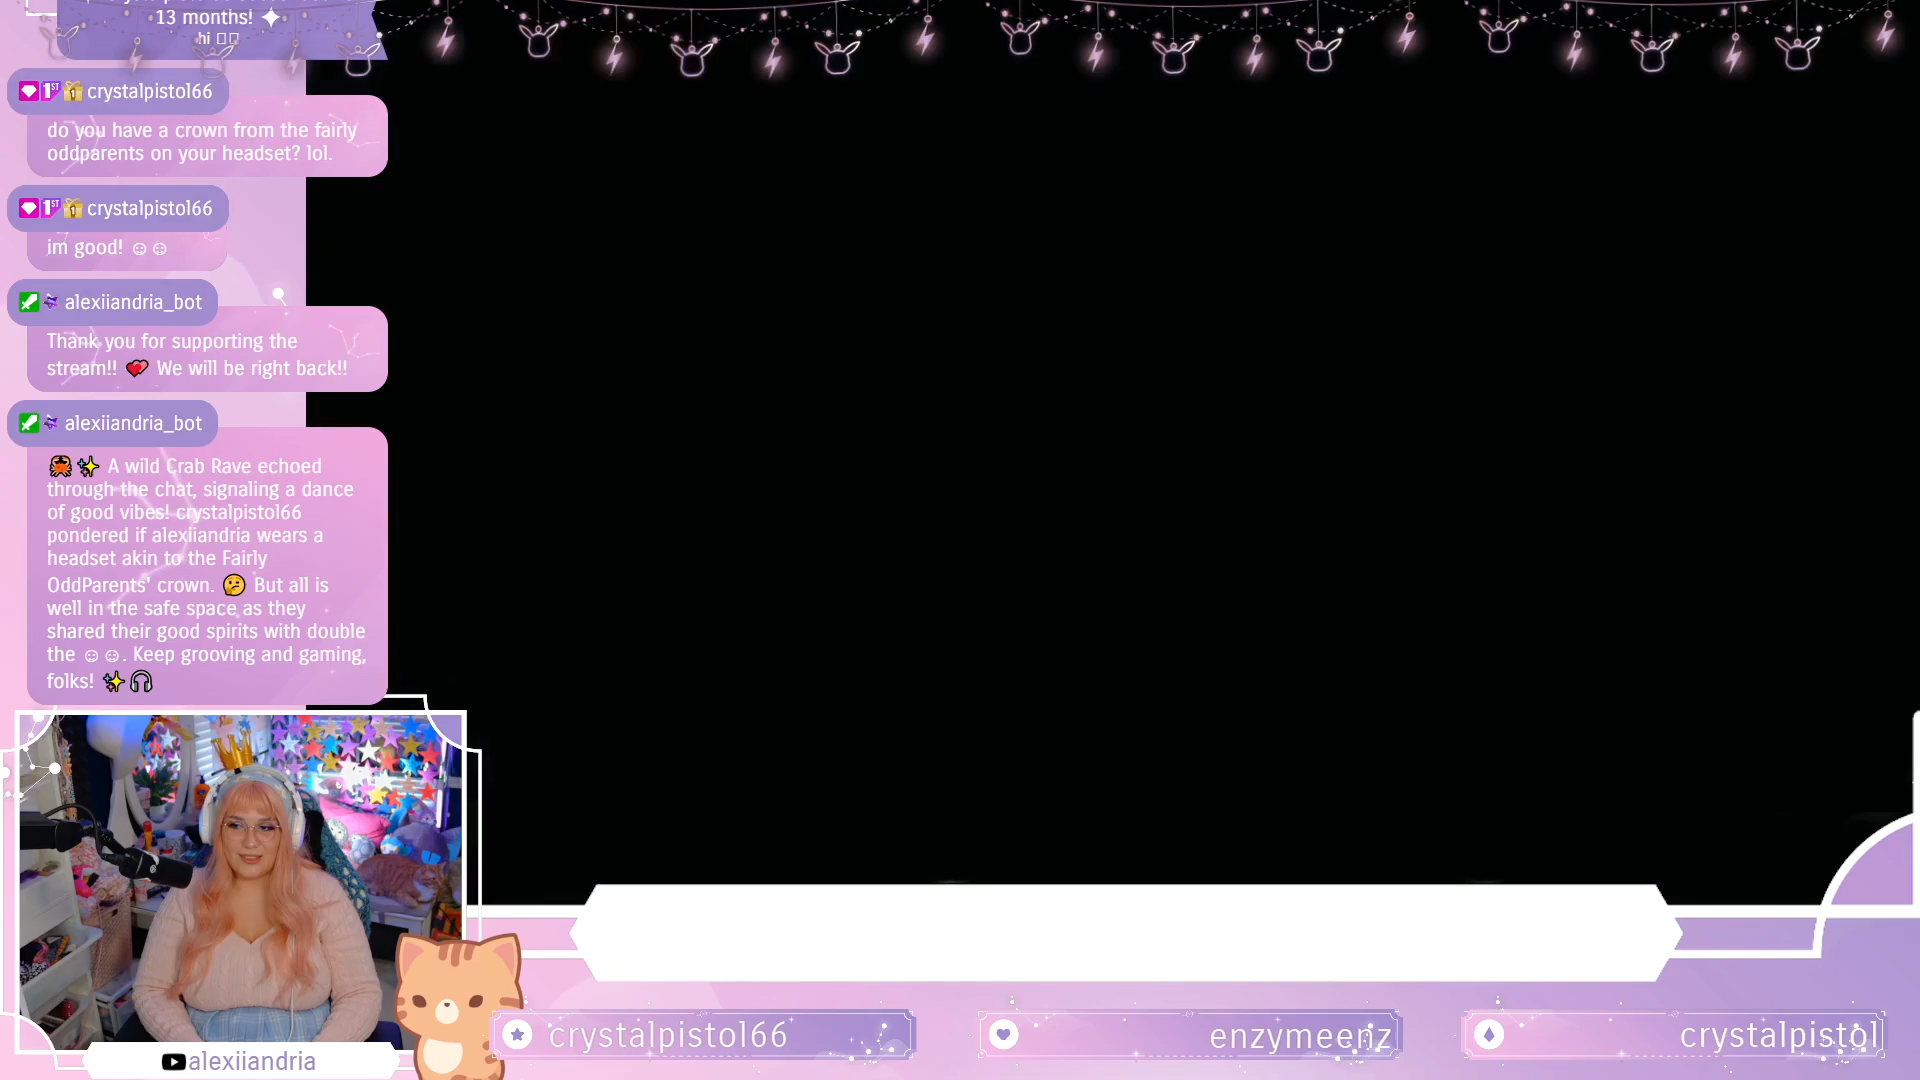 13 months! ✦
hi
1ST 1 crystalpistol66
do you have a crown from the fairly
oddparents on your headset? lol.
1ST 1 crystalpistol66
im good! ☺☺
alexiiandria_bot
Thank you for supporting the
stream!! 💕 We will be right back!!
alexiiandria_bot
🦀✨ A wild Crab Rave echoed
through the chat, signaling a dance
of good vibes! crystalpistol66
pondered if alexiiandria wears a
headset akin to the Fairly
OddParents' crown. 🤔 But all is
well in the safe space as they
shared their good spirits with double
the ☺☺. Keep grooving and gaming,
folks! ✨🎧
alexiiandria
crystalpistol66
enzymeenz
crystalpistol